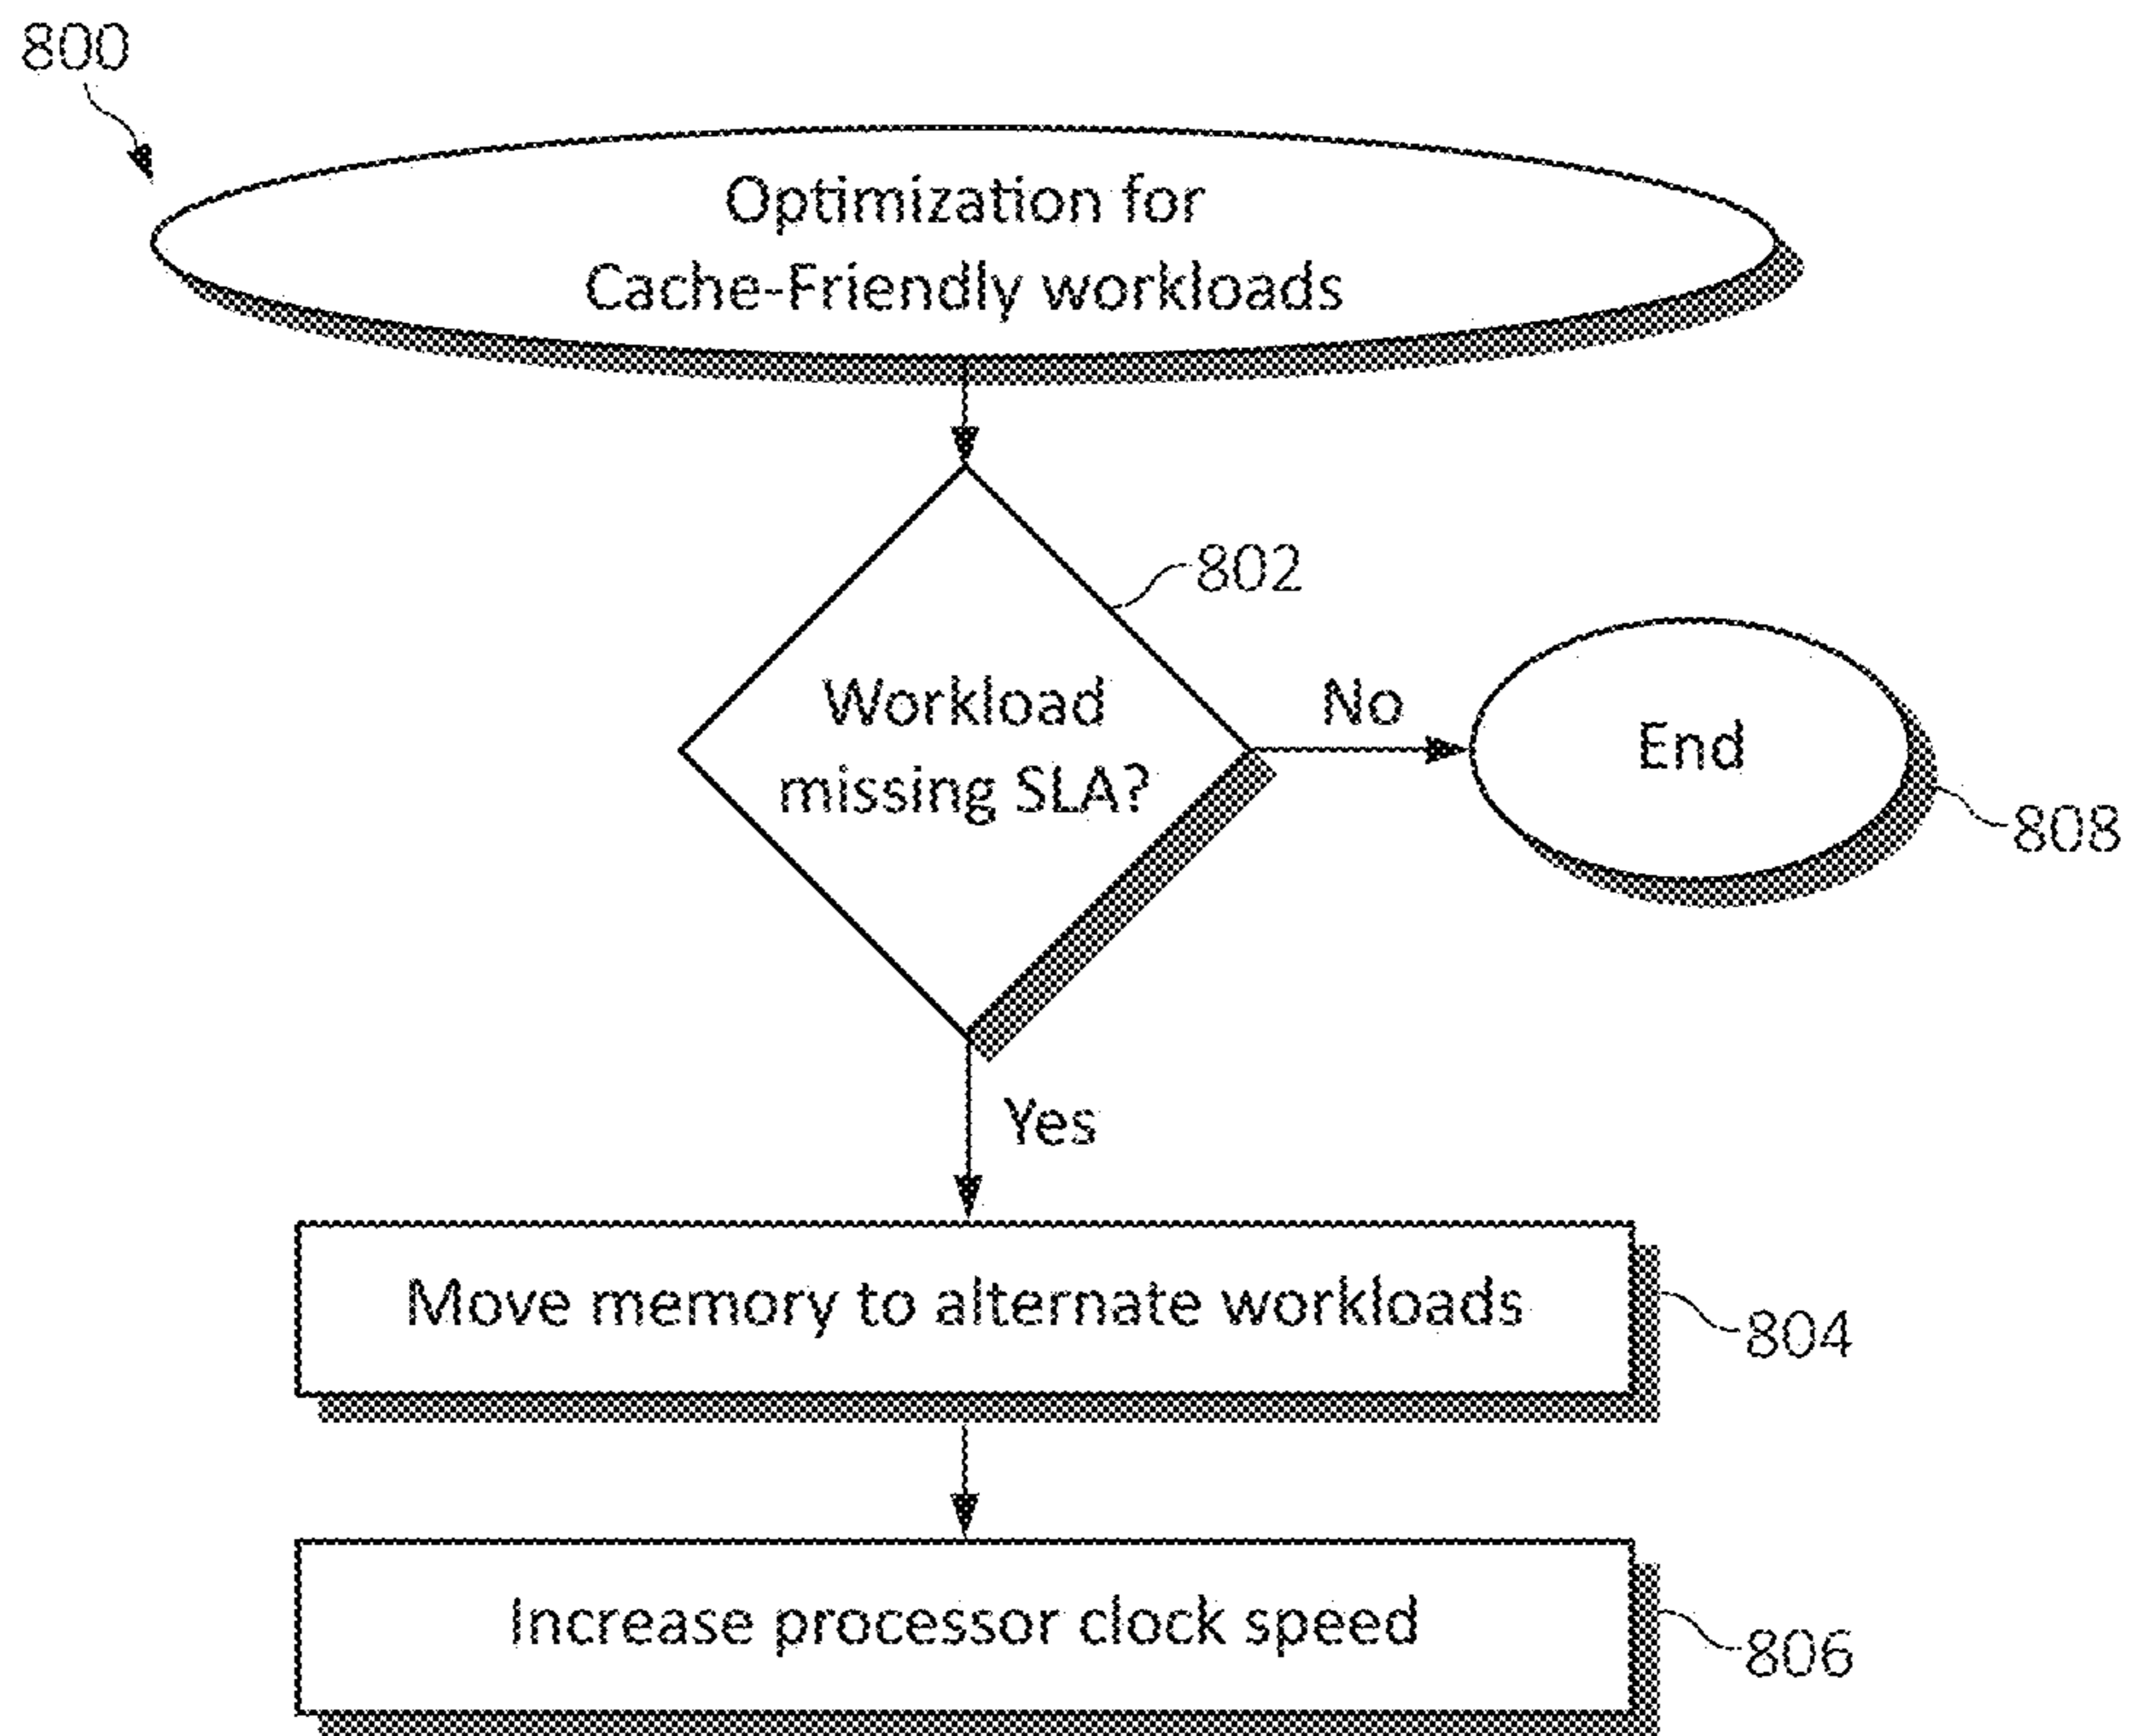 800
Optimization for
Cache-Friendly workloads
802
Workload
missing SLA?
No
End
808
Yes
Move memory to alternate workloads
804
Increase processor clock speed
806